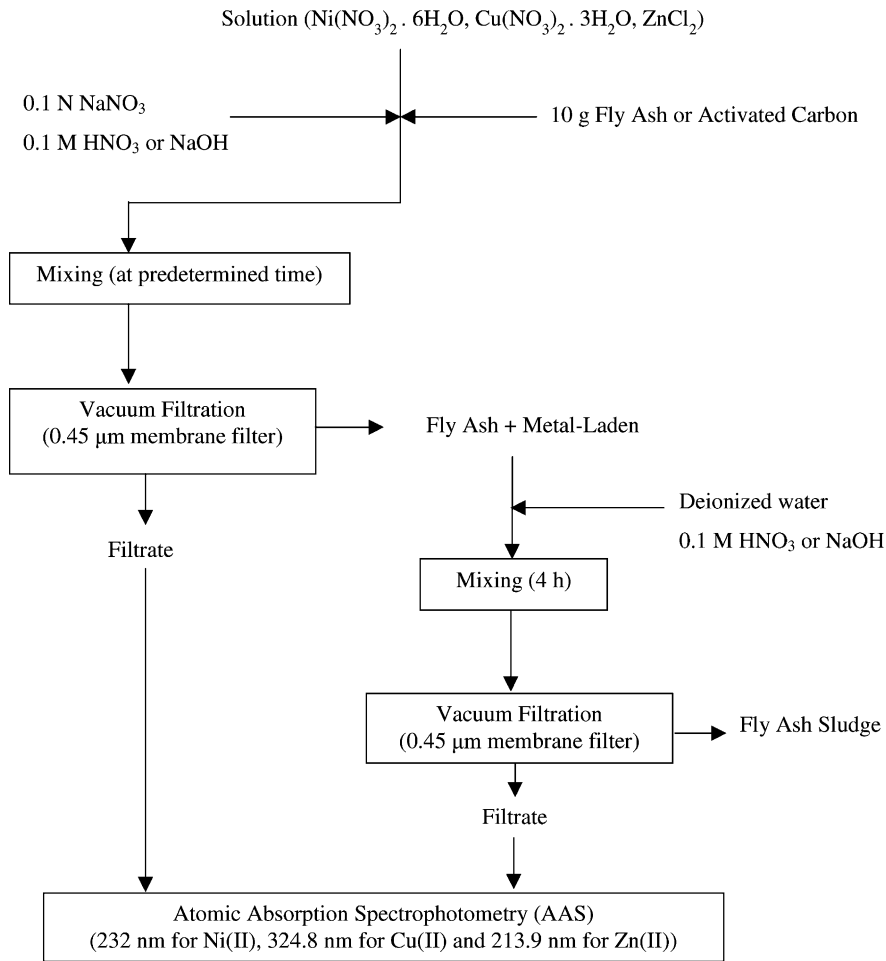 Solution (Ni(NO₃)₂ . 6H₂O, Cu(NO₃)₂ . 3H₂O, ZnCl₂)
0.1 N NaNO₃
0.1 M HNO₃ or NaOH
10 g Fly Ash or Activated Carbon
Mixing (at predetermined time)
Vacuum Filtration
(0.45 μm membrane filter)
Fly Ash + Metal-Laden
Deionized water
0.1 M HNO₃ or NaOH
Filtrate
Mixing (4 h)
Vacuum Filtration
(0.45 μm membrane filter)
Fly Ash Sludge
Filtrate
Atomic Absorption Spectrophotometry (AAS)
(232 nm for Ni(II), 324.8 nm for Cu(II) and 213.9 nm for Zn(II))